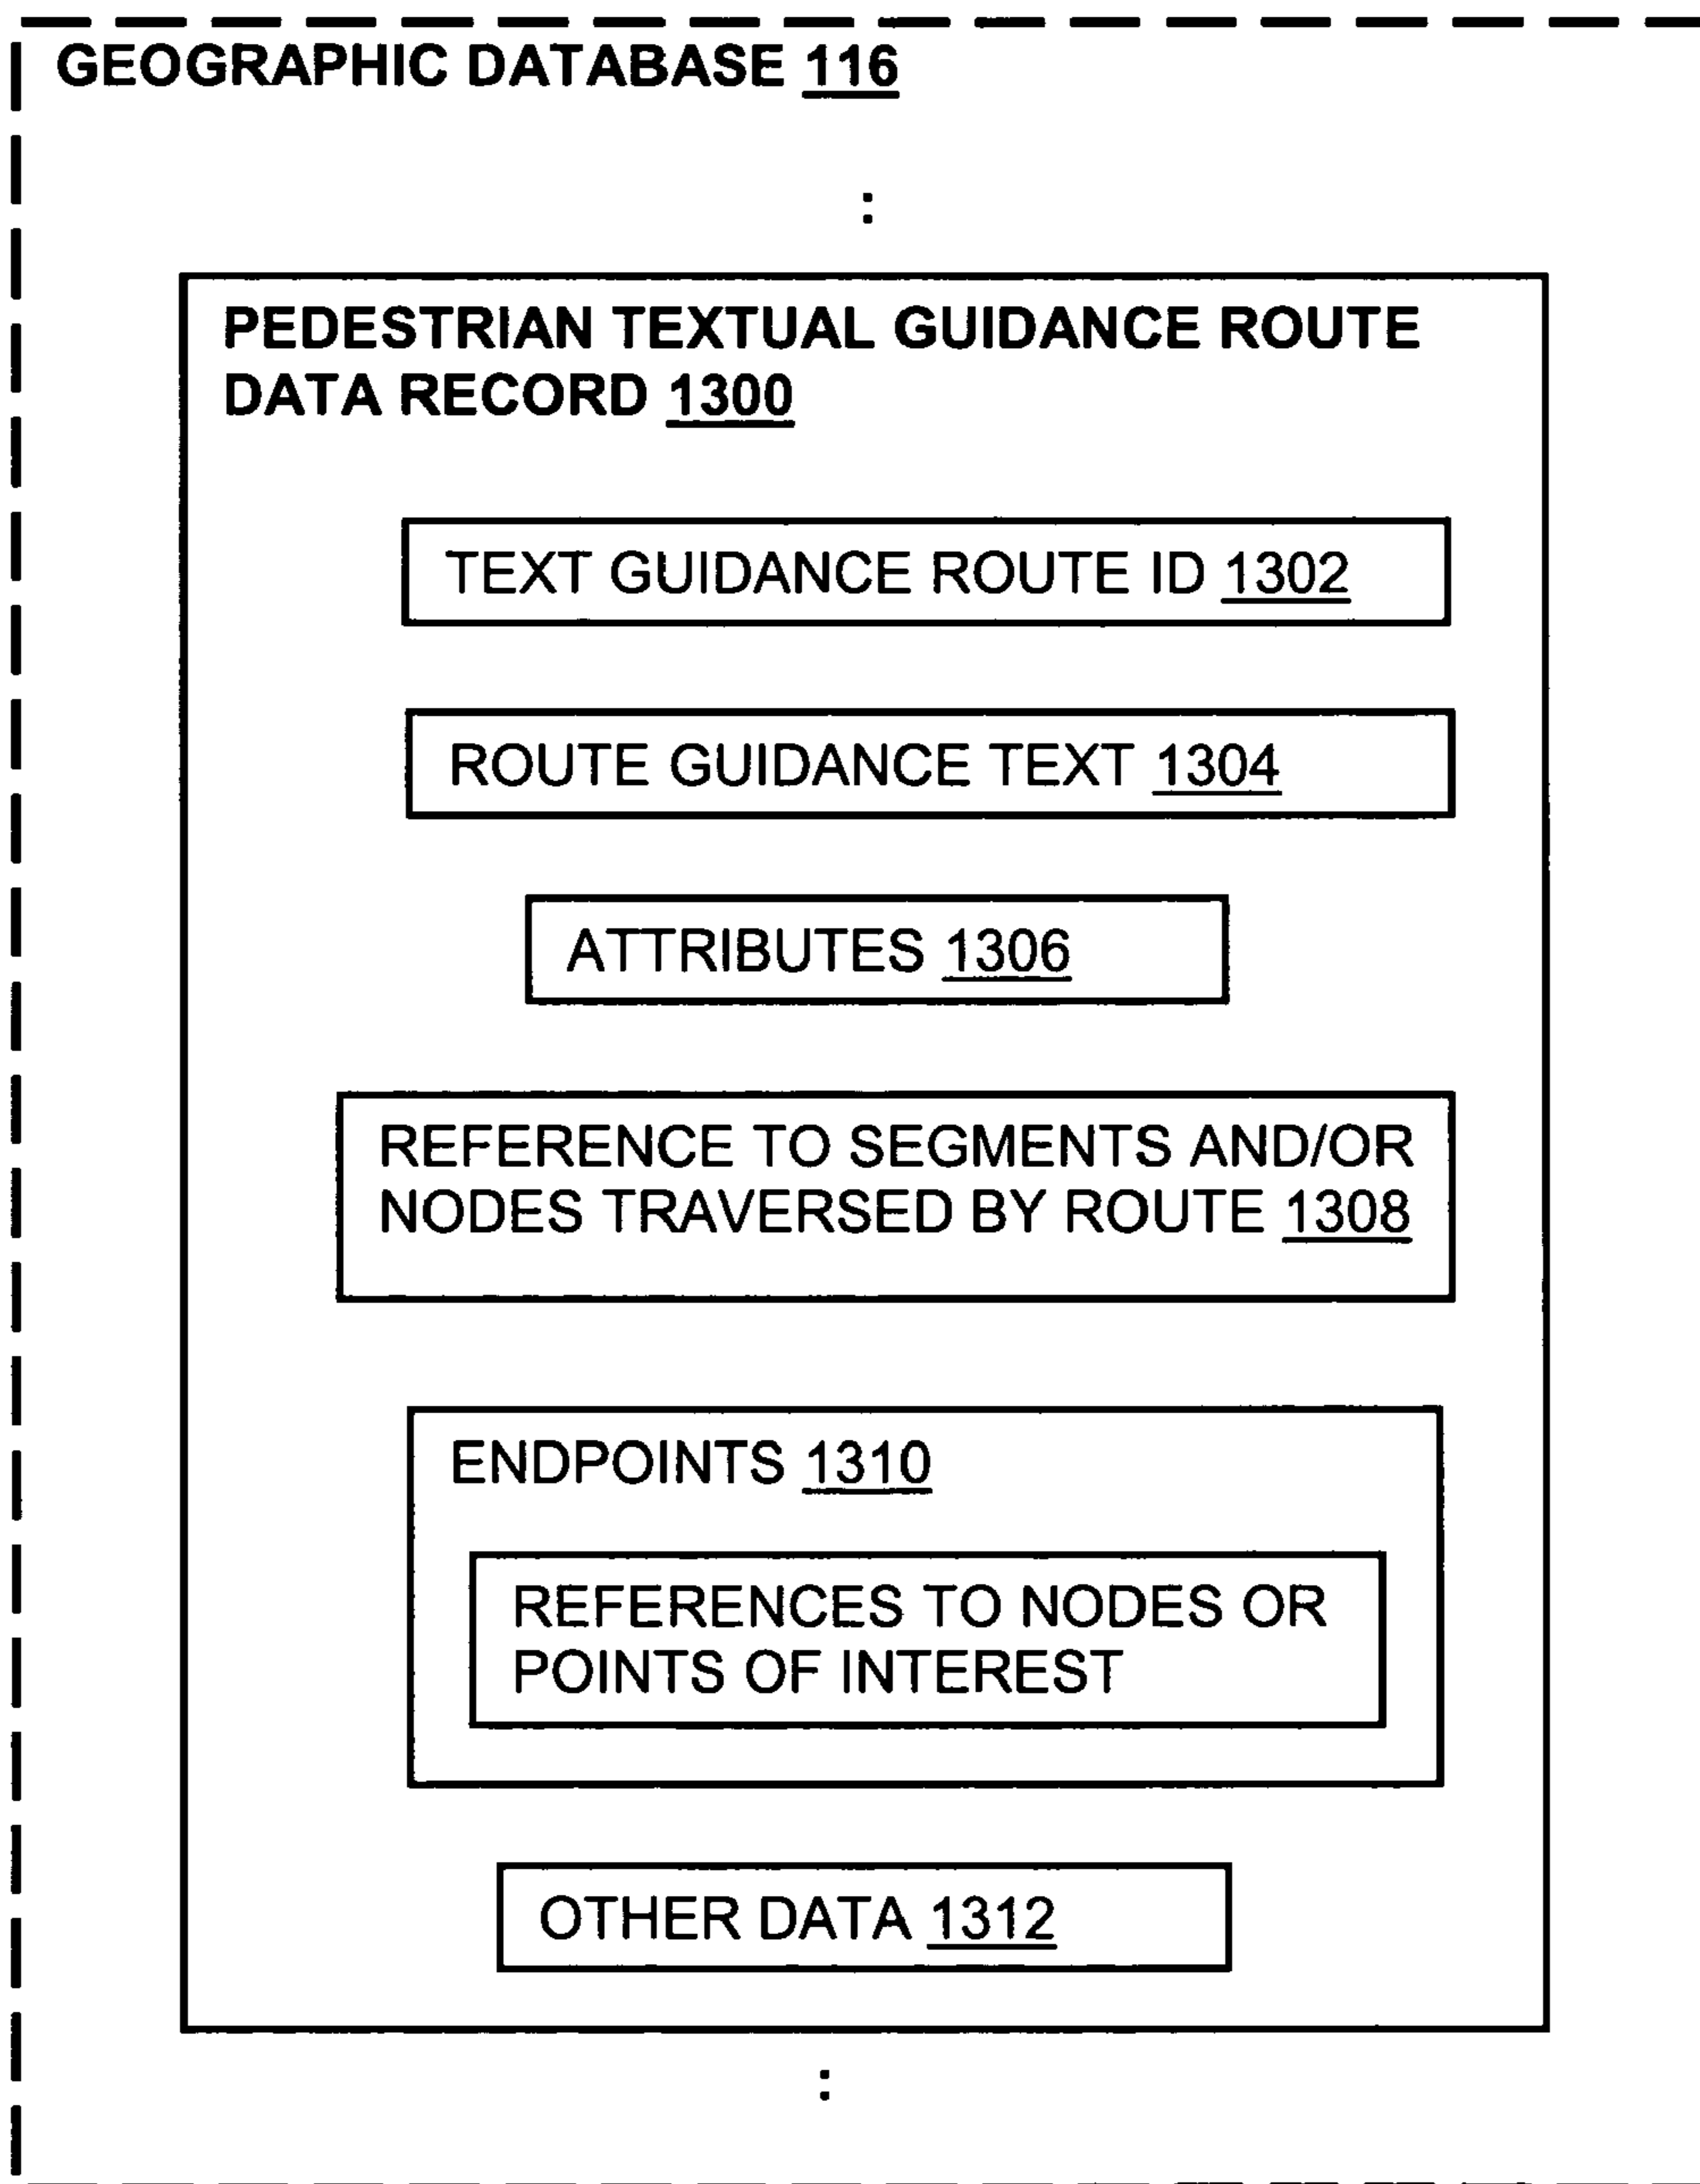 GEOGRAPHIC DATABASE 116
:
PEDESTRIAN TEXTUAL GUIDANCE ROUTE
DATA RECORD 1300
TEXT GUIDANCE ROUTE ID 1302
ROUTE GUIDANCE TEXT 1304
ATTRIBUTES 1306
REFERENCE TO SEGMENTS AND/OR
NODES TRAVERSED BY ROUTE 1308
ENDPOINTS 1310
REFERENCES TO NODES OR
POINTS OF INTEREST
OTHER DATA 1312
: